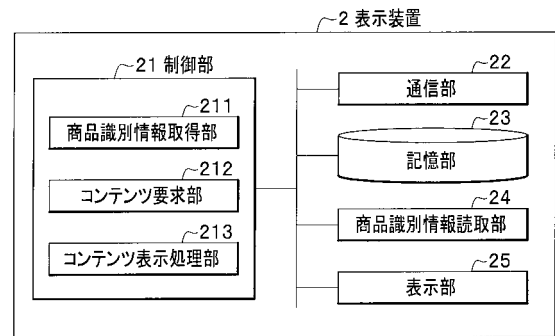 2 表示装置
21 制御部
211
商品識別情報取得部
212
コンテンツ要求部
213
コンテンツ表示処理部
22
通信部
23
記憶部
24
商品識別情報読取部
25
表示部